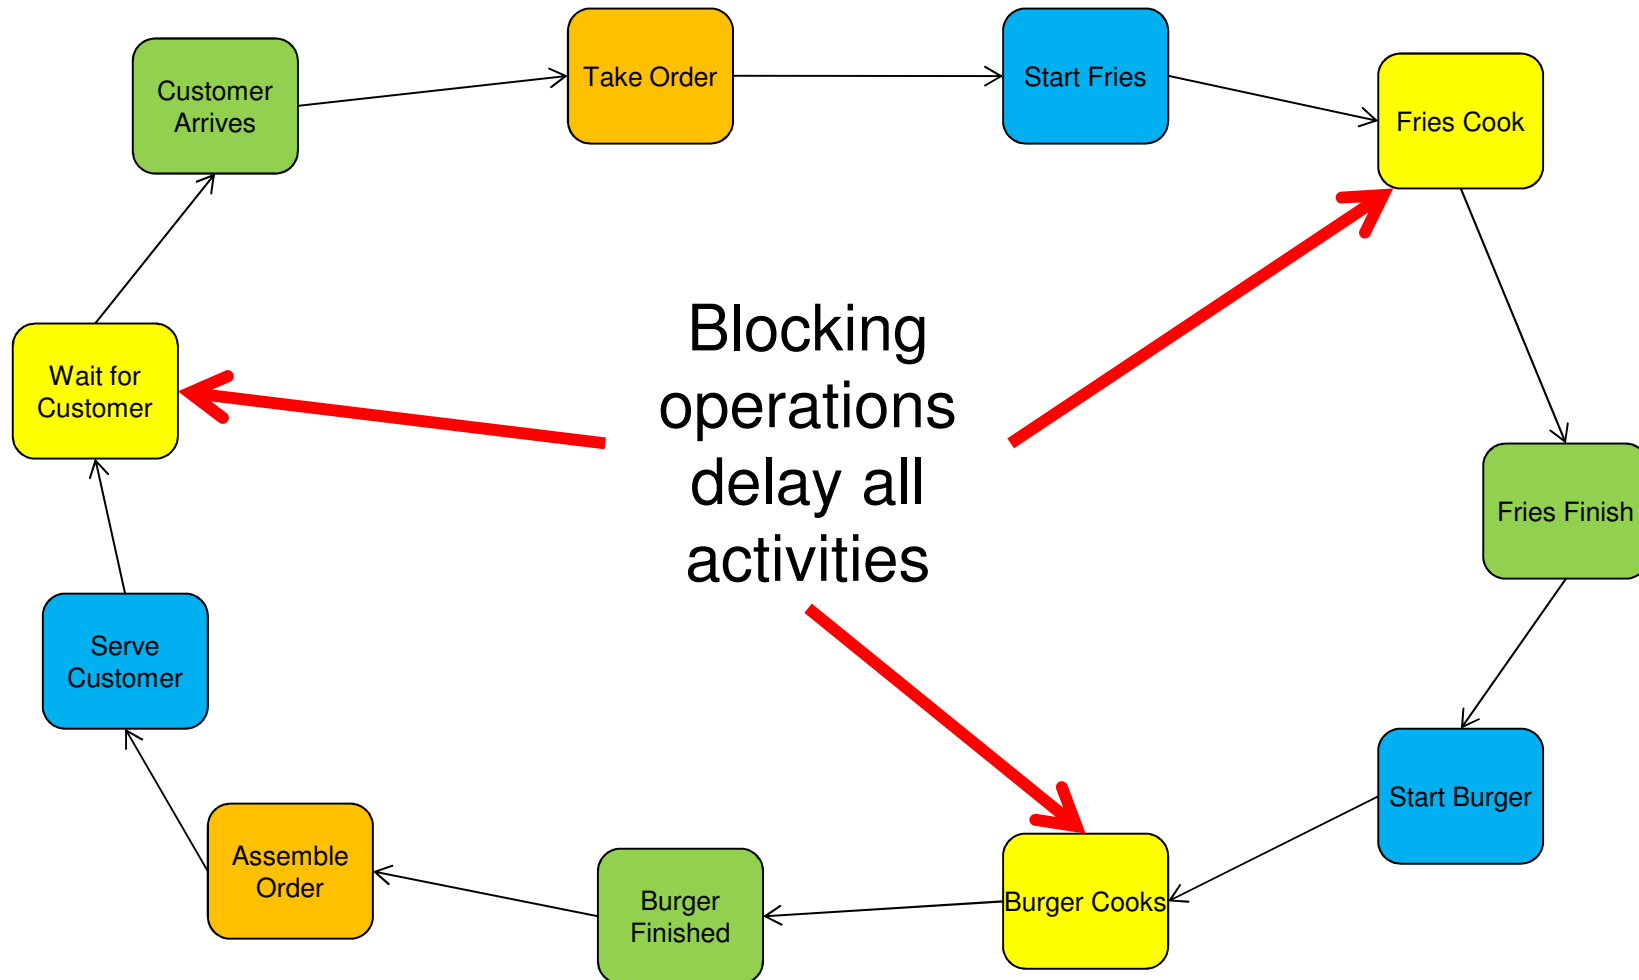 Customer
Arrives
Take Order
Start Fries
Fries Cook
Blocking
operations
delay all
activities
Wait for
Customer
Fries Finish
Serve
Customer
Start Burger
Assemble
Order
Burger
Finished
Burger Cooks